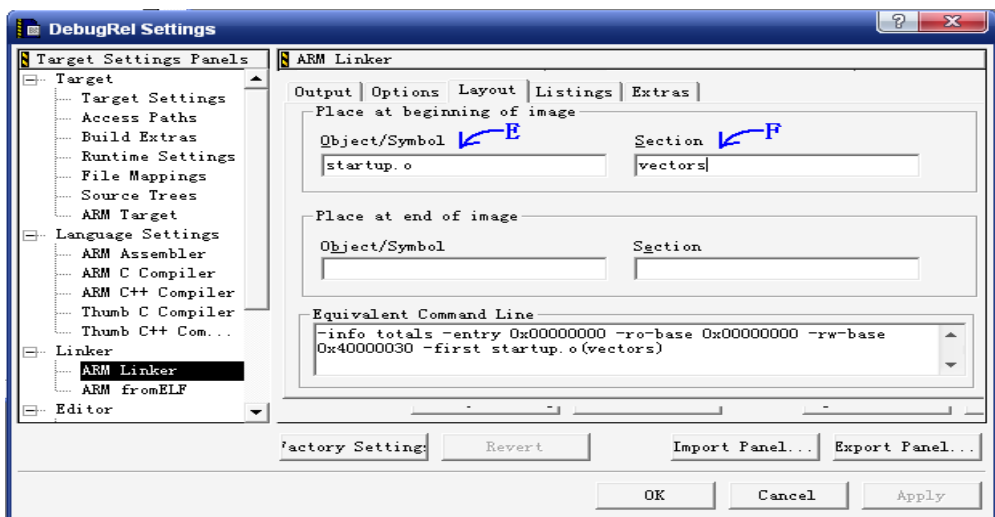 DebugRel Settings
Target Settings Panels
Target
Target Settings
Access Paths
Build Extras
Runtime Settings
File Mappings
Source Trees
ARM Target
Language Settings
ARM Assembler
ARM C Compiler
ARM C++ Compiler
Thumb C Compiler
Thumb C++ Com...
Linker
ARM Linker
ARM fromELF
Editor
ARM Linker
Output Options Layout Listings Extras
Place at beginning of image
Object/Symbol E Section F
startup.o vectors
Place at end of image
Object/Symbol Section
Equivalent Command Line
-info totals -entry 0x00000000 -ro-base 0x00000000 -rw-base
0x40000030 -first startup.o(vectors)
actory Setting Revert Import Panel... Export Panel...
OK Cancel Apply